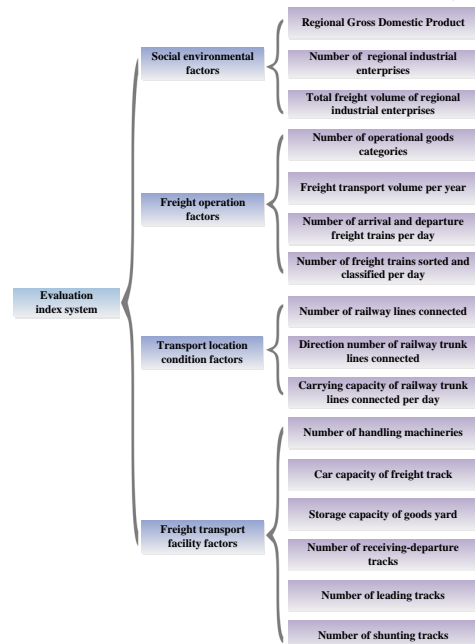 Evaluation
index system
Social environmental
factors
Regional Gross Domestic Product
Number of regional industrial
enterprises
Total freight volume of regional
industrial enterprises
Freight operation
factors
Number of operational goods
categories
Freight transport volume per year
Number of arrival and departure
freight trains per day
Number of freight trains sorted and
classified per day
Transport location
condition factors
Number of railway lines connected
Direction number of railway trunk
lines connected
Carrying capacity of railway trunk
lines connected per day
Freight transport
facility factors
Number of handling machineries
Car capacity of freight track
Storage capacity of goods yard
Number of receiving-departure
tracks
Number of leading tracks
Number of shunting tracks